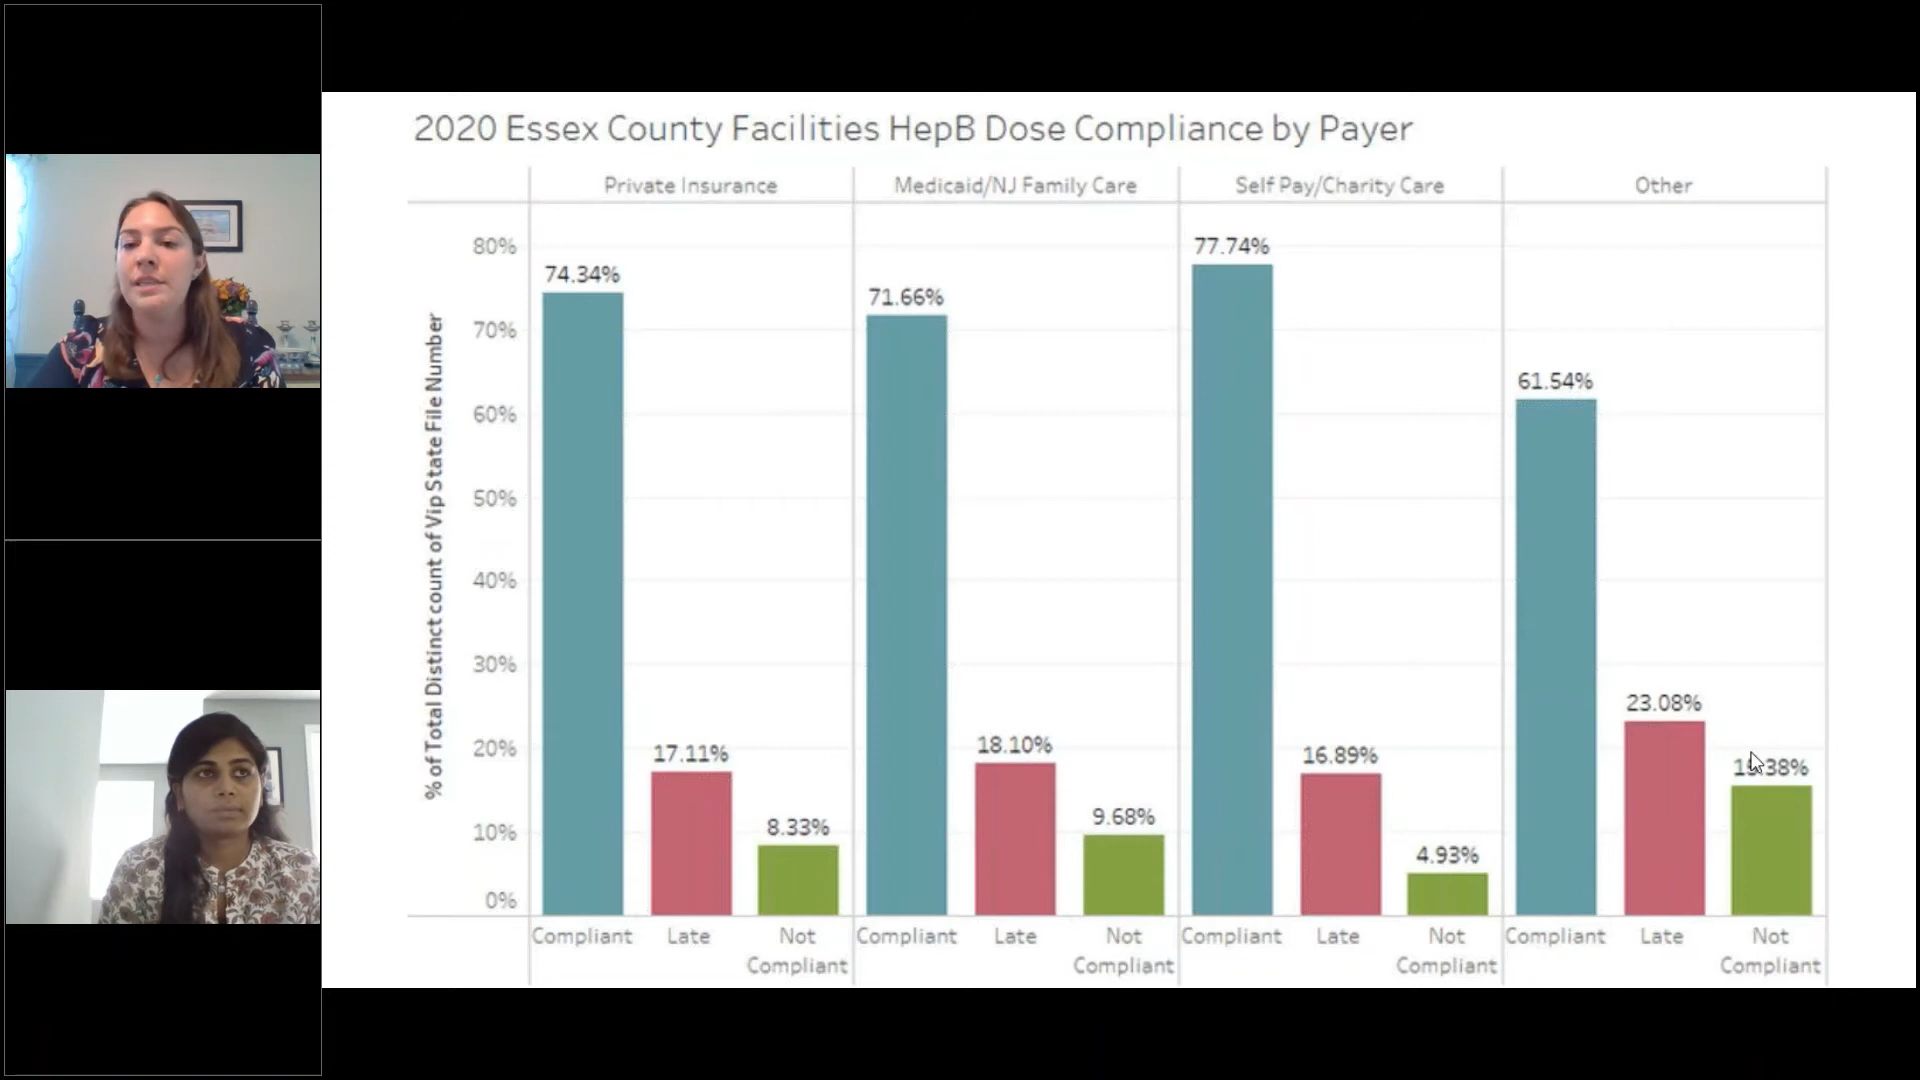 2020 Essex County Facilities HepB Dose Compliance by Payer
Private Insurance
Medicaid/NJ Family Care
Self Pay/Charity Care
Other
% of Total Distinct count of Vip State File Number
80%
70%
60%
50%
40%
30%
20%
10%
0%
74.34%
17.11%
8.33%
71.66%
18.10%
9.68%
77.74%
16.89%
4.93%
61.54%
23.08%
15.38%
Compliant
Late
Not
Compliant
Compliant
Late
Not
Compliant
Compliant
Late
Not
Compliant
Compliant
Late
Not
Compliant